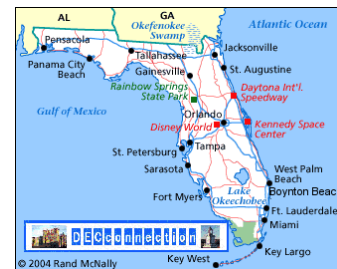 AL
GA
Okefenokee
Swamp
Atlantic Ocean
Pensacola
Panama City
Beach
Tallahassee
Jacksonville
Gainesville
St. Augustine
Rainbow Springs
State Park
Daytona Int'l.
Speedway
Gulf of Mexico
Orlando
Disney World
Kennedy Space
Center
Tampa
St. Petersburg
Sarasota
West Palm
Beach
Boynton Beac
Fort Myers
Lake
Okeechobee
Ft. Lauderdale
Miami
DECconnection
Key Largo
Key West
© 2004 Rand McNally